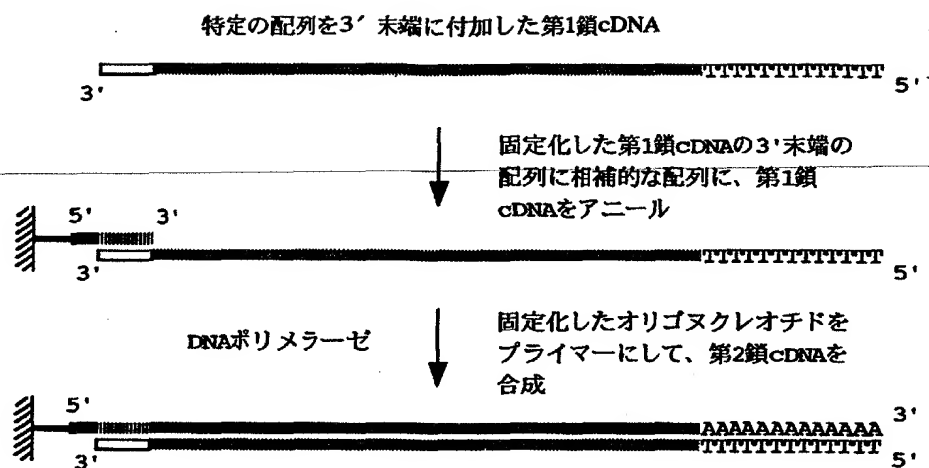 特定の配列を3′末端に付加した第1鎖cDNA
TTTTTTTTTTTTT
3'
5'
固定化した第1鎖cDNAの3'末端の
配列に相補的な配列に、第1鎖
cDNAをアニール
5'
3'
TTTTTTTTTTTTT
3'
5'
DNAポリメラーゼ
固定化したオリゴヌクレオチドを
プライマーにして、第2鎖cDNAを
合成
5'
3'
AAAAAAAAAAAAA
TTTTTTTTTTTTT
3'
5'